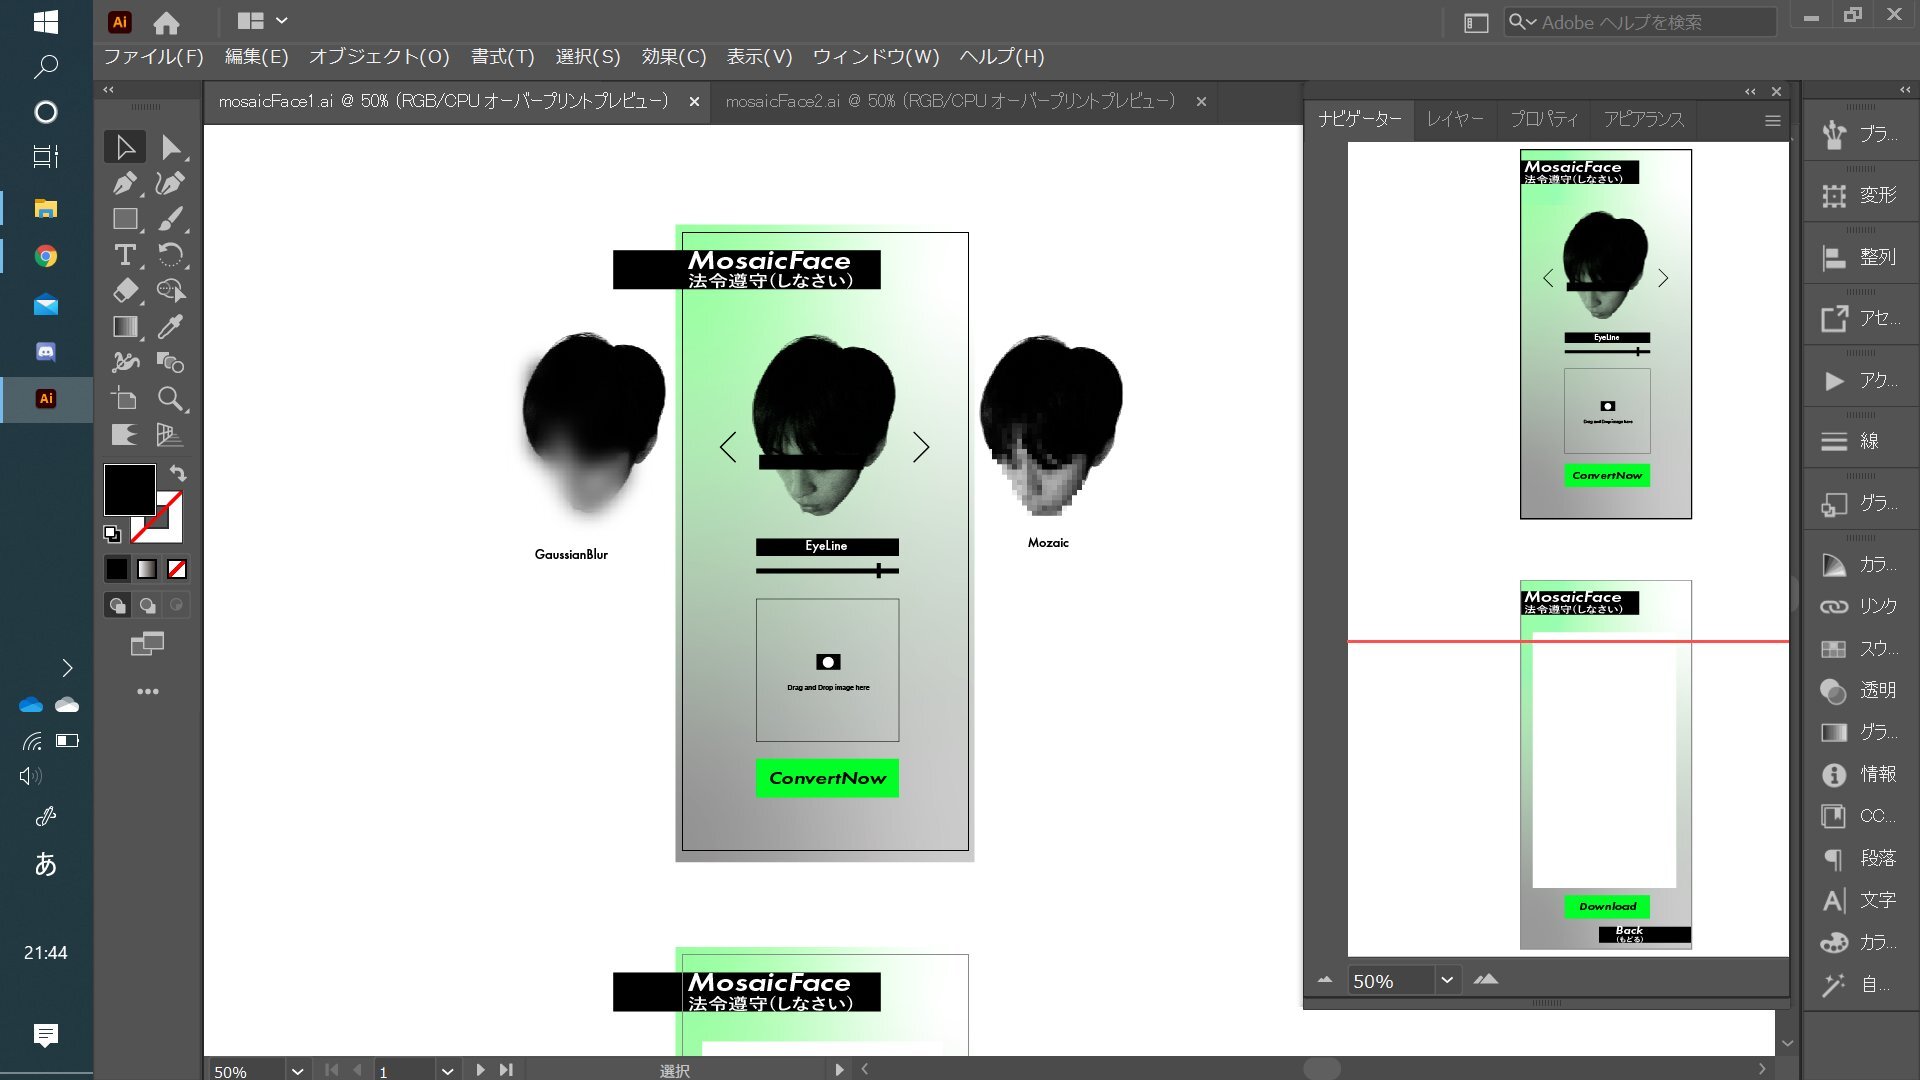 Ai
Adobe ヘルプを検索
ファイル(F)
編集(E)
オブジェクト(O)
書式(T)
選択(S)
効果(C)
表示(V)
ウィンドウ(W)
ヘルプ(H)
mosaicFace1.ai @ 50% (RGB/CPU オーバープリントプレビュー)
mosaicFace2.ai @ 50% (RGB/CPU オーバープリントプレビュー)
MosaicFace
法令遵守(しなさい)
GaussianBlur
EyeLine
Mozaic
Drag and Drop image here
ConvertNow
MosaicFace
法令遵守(しなさい)
50%
1
選択
ナビゲーター
レイヤー
プロパティ
アピアランス
MosaicFace
法令遵守(しなさい)
EyeLine
Drag and Drop image here
ConvertNow
MosaicFace
法令遵守(しなさい)
Download
Back
(もどる)
50%
ブラ...
変形
整列
アセ...
アク...
線
グラ...
カラ...
リンク
スウ...
透明
グラ...
情報
CC...
段落
文字
カラ...
自...
Ai
あ
21:44